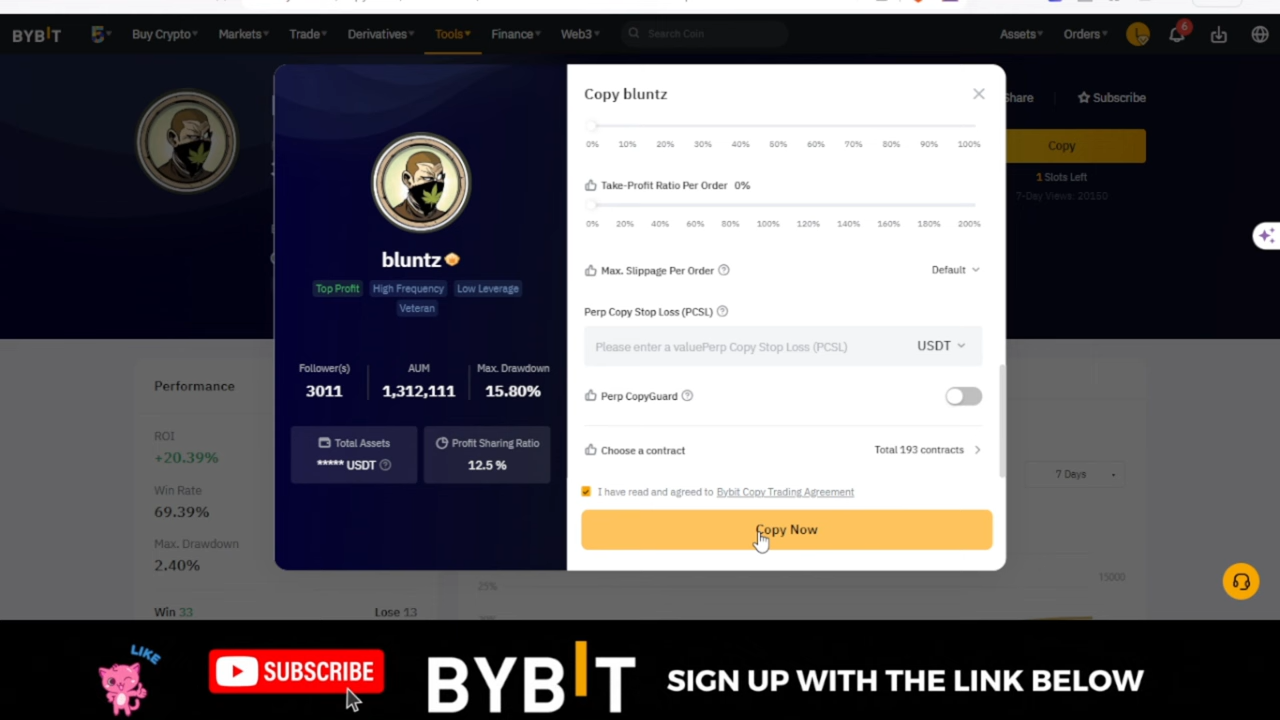 BYBIT
Buy Crypto
Markets
Trade
Derivatives
Tools
Finance
Web3
Search Coin
Assets
Orders
6
Share
Subscribe
Copy
1 Slots Left
7-Day Views: 20150
bluntz
Top Profit
High Frequency
Low Leverage
Veteran
Follower(s)
AUM
Max. Drawdown
3011
1,312,111
15.80%
Total Assets
Profit Sharing Ratio
***** USDT
12.5 %
Copy bluntz
0% 10% 20% 30% 40% 50% 60% 70% 80% 90% 100%
Take-Profit Ratio Per Order 0%
0% 20% 40% 60% 80% 100% 120% 140% 160% 180% 200%
Max. Slippage Per Order
Default
Perp Copy Stop Loss (PCSL)
Please enter a valuePerp Copy Stop Loss (PCSL)
USDT
Perp CopyGuard
Choose a contract
Total 193 contracts
I have read and agreed to Bybit Copy Trading Agreement
Copy Now
Performance
ROI
+20.39%
Win Rate
69.39%
Max. Drawdown
2.40%
Win 33
Lose 13
7 Days
25%
15000
LIKE
SUBSCRIBE
BYBIT
SIGN UP WITH THE LINK BELOW